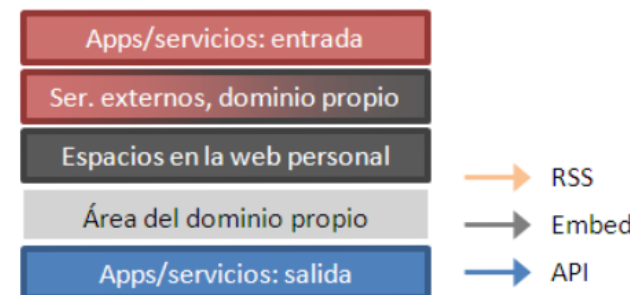 Apps/servicios: entrada
Ser. externos, dominio propio
Espacios en la web personal
Área del dominio propio
Apps/servicios: salida
RSS
Embed
API